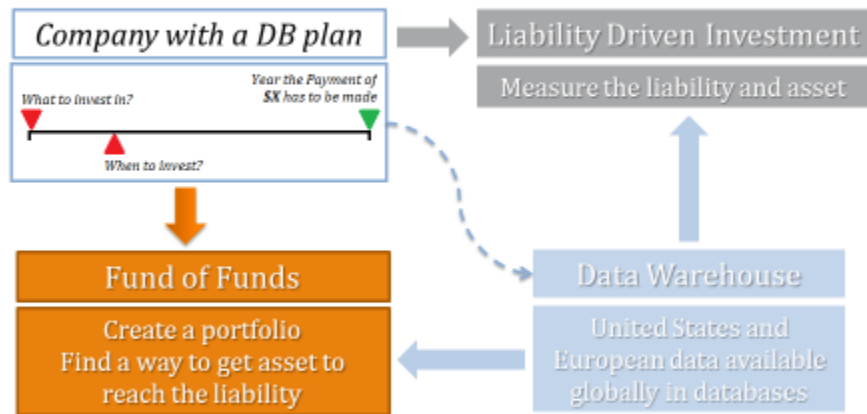 Company with a DB plan
Liability Driven Investment
Measure the liability and asset
Year the Payment of
$X has to be made
What to invest in?
When to invest?
Fund of Funds
Create a portfolio
Find a way to get asset to
reach the liability
Data Warehouse
United States and
European data available
globally in databases